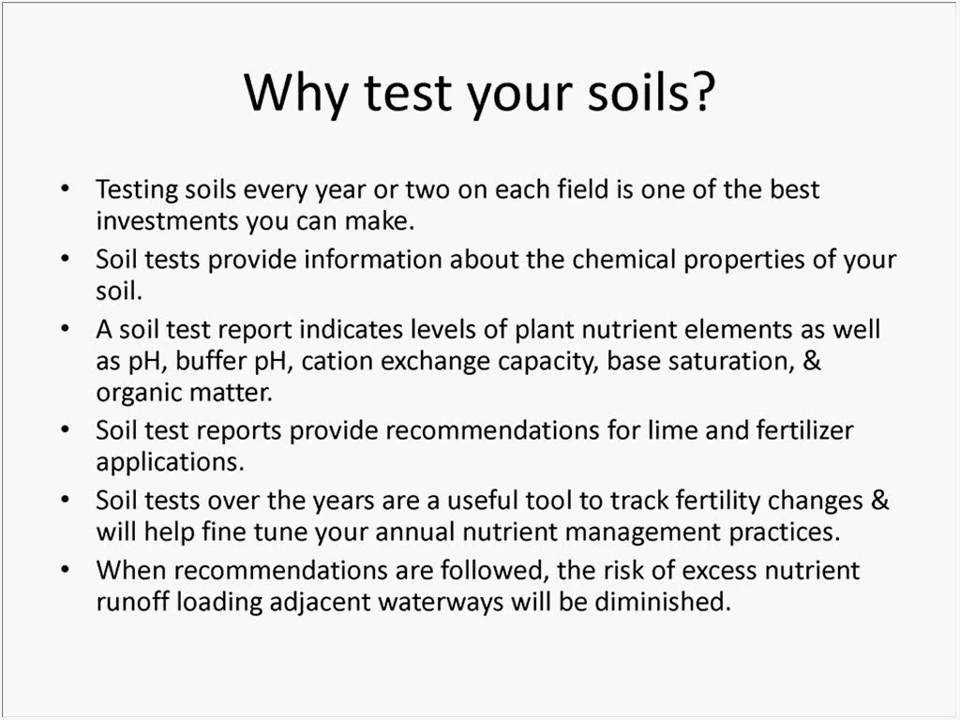 Why test your soils?
• Testing soils every year or two on each field is one of the best
investments you can make.
• Soil tests provide information about the chemical properties of your
soil.
• A soil test report indicates levels of plant nutrient elements as well
as pH, buffer pH, cation exchange capacity, base saturation, &
organic matter.
• Soil test reports provide recommendations for lime and fertilizer
applications.
• Soil tests over the years are a useful tool to track fertility changes &
will help fine tune your annual nutrient management practices.
• When recommendations are followed, the risk of excess nutrient
runoff loading adjacent waterways will be diminished.